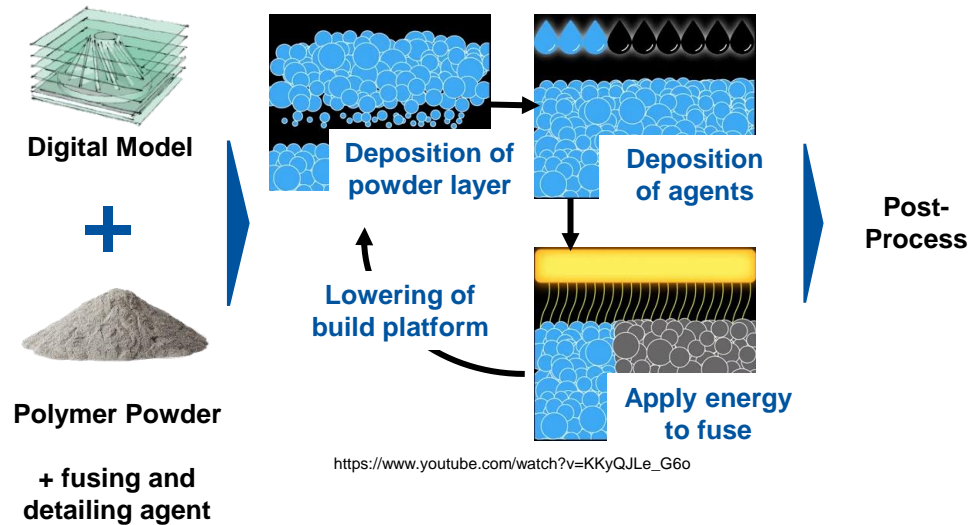 Digital Model
+
Polymer Powder
+ fusing and
detailing agent
Deposition of
powder layer
Deposition
of agents
Apply energy
to fuse
Lowering of
build platform
https://www.youtube.com/watch?v=KKyQJLe_G6o
Post-
Process